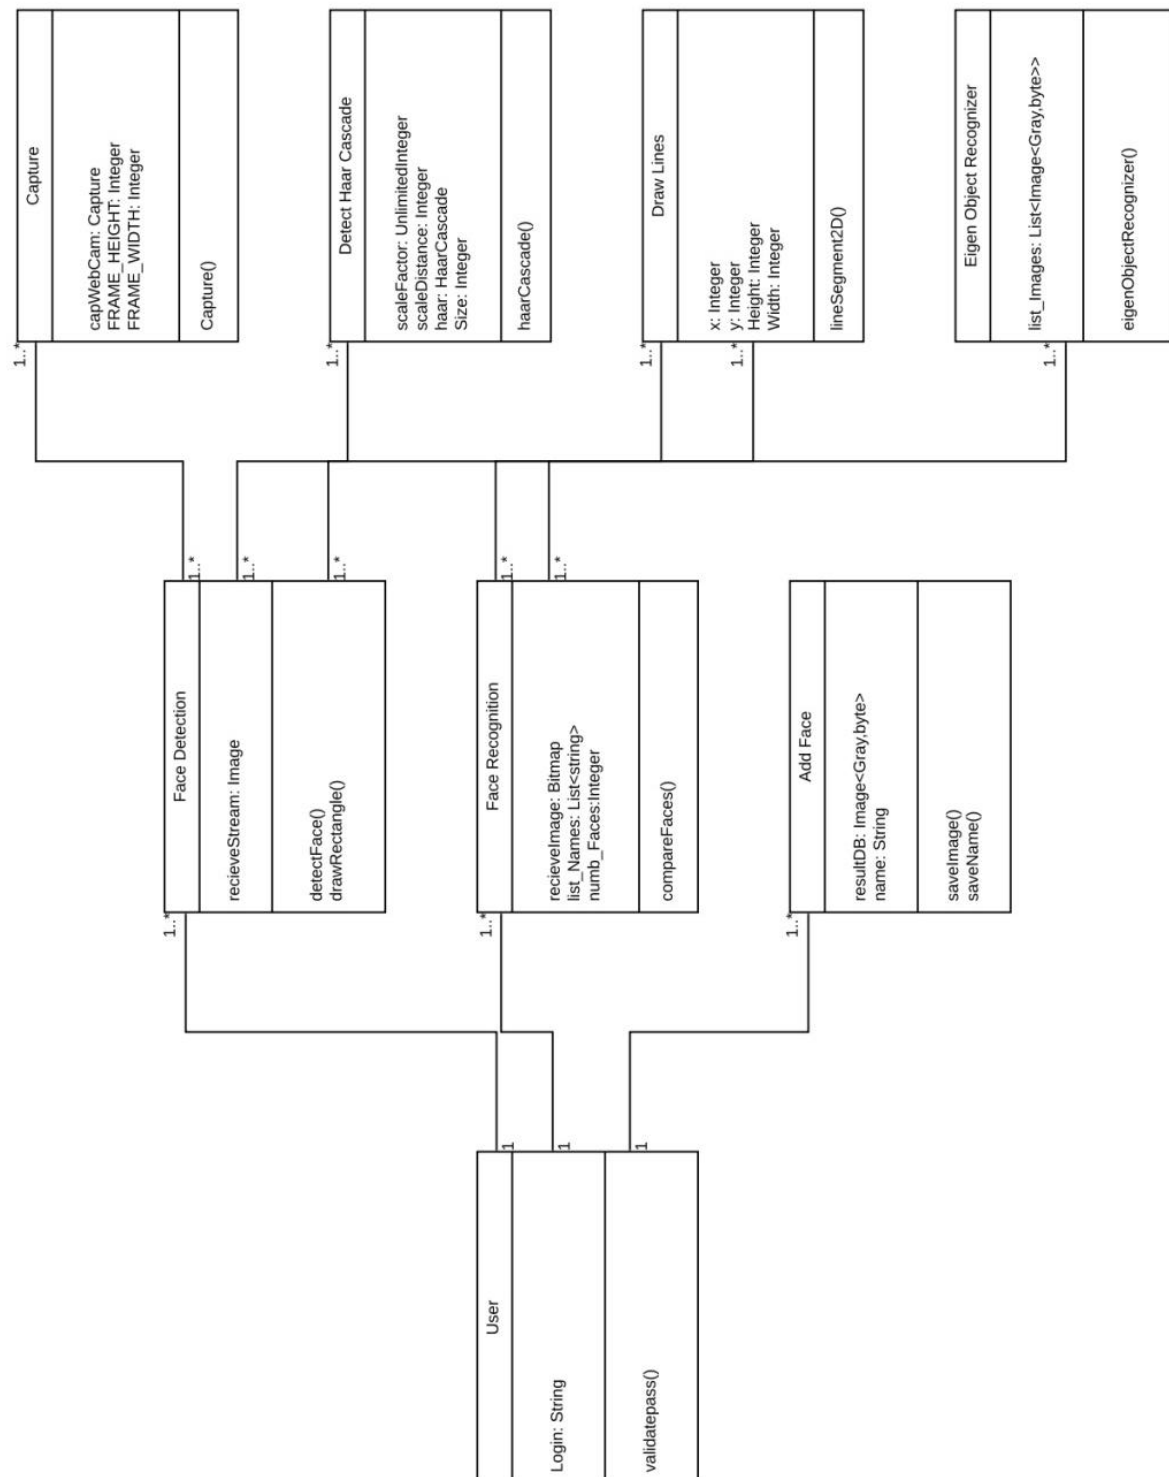 User
Login: String
validatepass()
1
1
1
1..*
Face Detection
recieveStream: Image
detectFace()
drawRectangle()
1..*
1..*
1..*
1..*
Face Recognition
recieveImage: Bitmap
list_Names: List<string>
numb_Faces:Integer
compareFaces()
1..*
1..*
1..*
Add Face
resultDB: Image<Gray,byte>
name: String
saveImage()
saveName()
1..*
Capture
capWebCam: Capture
FRAME_HEIGHT: Integer
FRAME_WIDTH: Integer
Capture()
1..*
Detect Haar Cascade
scaleFactor: UnlimitedInteger
scaleDistance: Integer
haar: HaarCascade
Size: Integer
haarCascade()
1..*
1..*
Draw Lines
x: Integer
y: Integer
Height: Integer
Width: Integer
lineSegment2D()
1..*
Eigen Object Recognizer
list_Images: List<Image<Gray,byte>>
eigenObjectRecognizer()